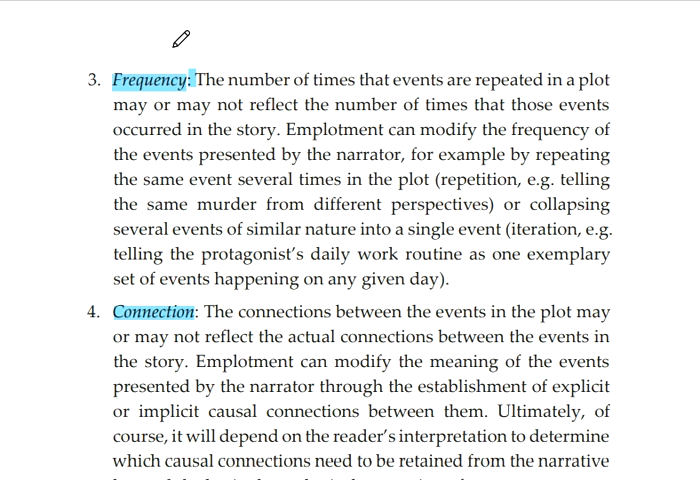 3. Frequency: The number of times that events are repeated in a plot
may or may not reflect the number of times that those events
occurred in the story. Emplotment can modify the frequency of
the events presented by the narrator, for example by repeating
the same event several times in the plot (repetition, e.g. telling
the same murder from different perspectives) or collapsing
several events of similar nature into a single event (iteration, e.g.
telling the protagonist’s daily work routine as one exemplary
set of events happening on any given day).
4. Connection: The connections between the events in the plot may
or may not reflect the actual connections between the events in
the story. Emplotment can modify the meaning of the events
presented by the narrator through the establishment of explicit
or implicit causal connections between them. Ultimately, of
course, it will depend on the reader’s interpretation to determine
which causal connections need to be retained from the narrative